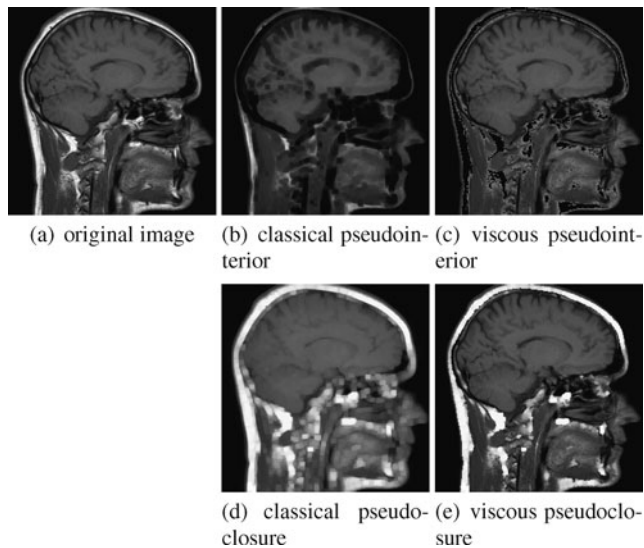 (a) original image
(b) classical pseudoin-
terior
(c) viscous pseudoint-
erior
(d) classical pseudo-
closure
(e) viscous pseudoclo-
sure